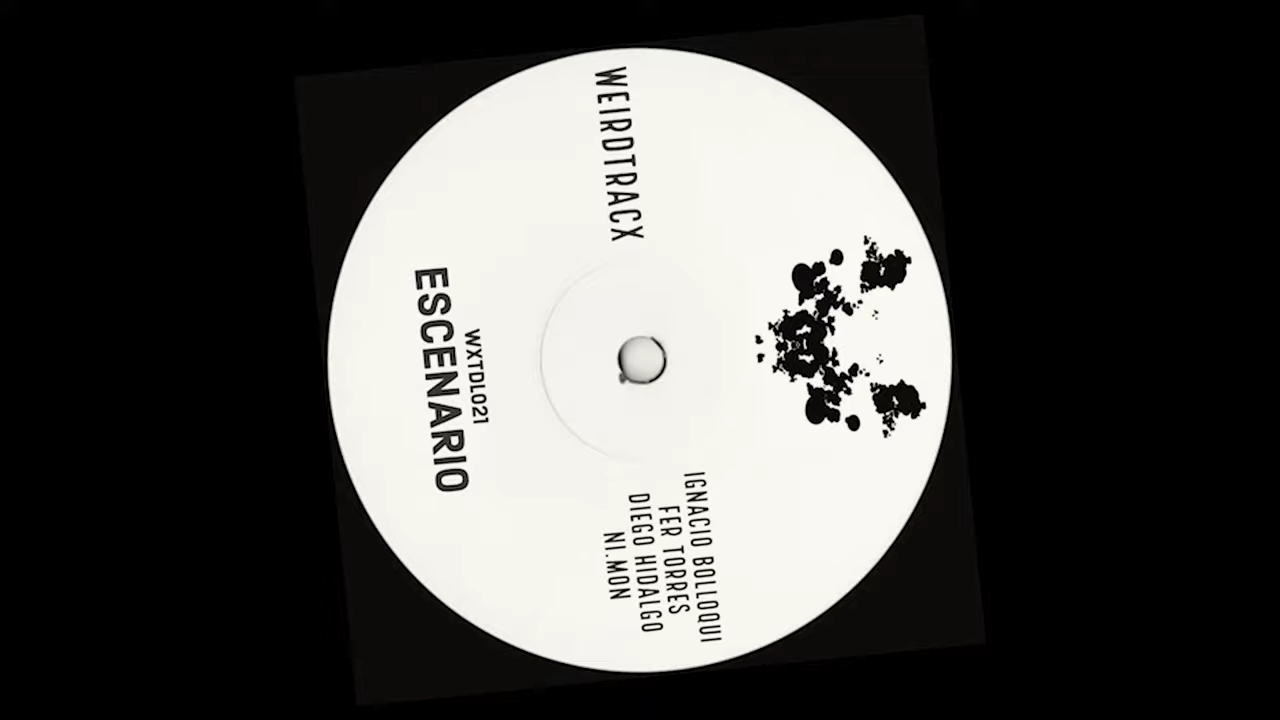 WEIRDTRACX
IGNACIO BOLLOQUI
FER TORRES
DIEGO HIDALGO
NI.MON
WXTDL021
ESCENARIO